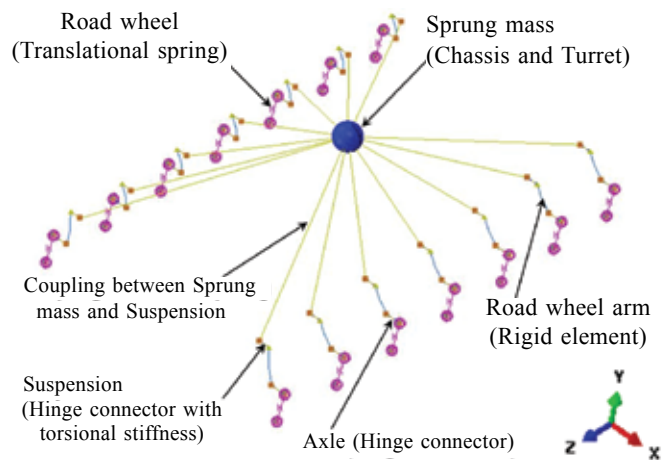 Road wheel
(Translational spring)
Sprung mass
(Chassis and Turret)
Coupling between Sprung
mass and Suspension
Road wheel arm
(Rigid element)
Suspension
(Hinge connector with
torsional stiffness)
Axle (Hinge connector)
Y
Z
X